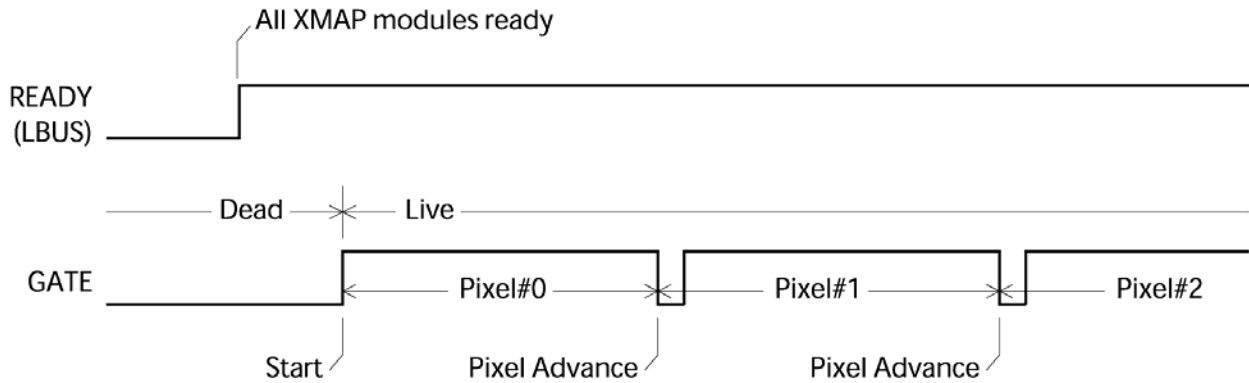 All XMAP modules ready
READY
(LBUS)
Dead
Live
GATE
Pixel#0
Pixel#1
Pixel#2
Start
Pixel Advance
Pixel Advance